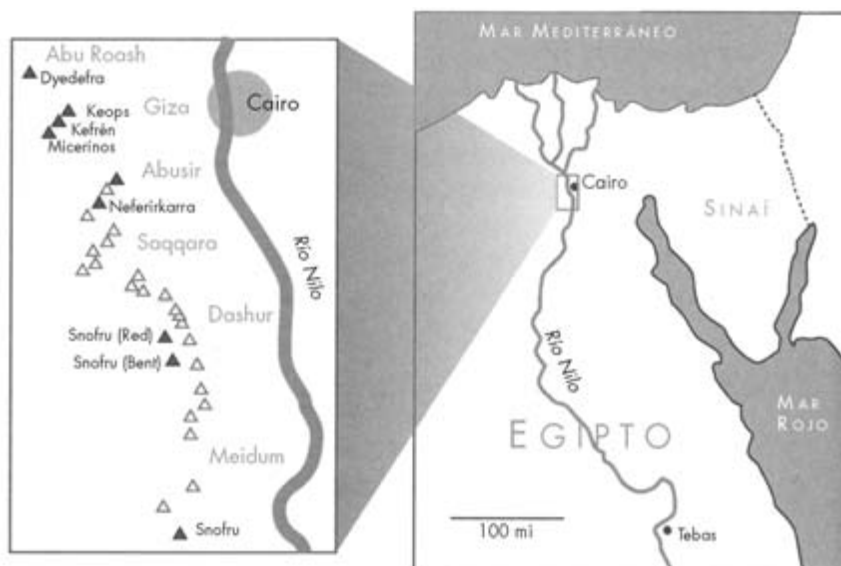 Abu Roash
Dyedefra
Keops
Giza
Cairo
Kefrén
Micerinos
Abusir
Neferirkarra
Saqqara
Río Nilo
Dashur
Snofru (Red)
Snofru (Bent)
Meidum
Snofru
MAR MEDITERRÁNEO
Cairo
SINAÍ
Río Nilo
MAR
ROJO
EGIPTO
100 mi
Tebas